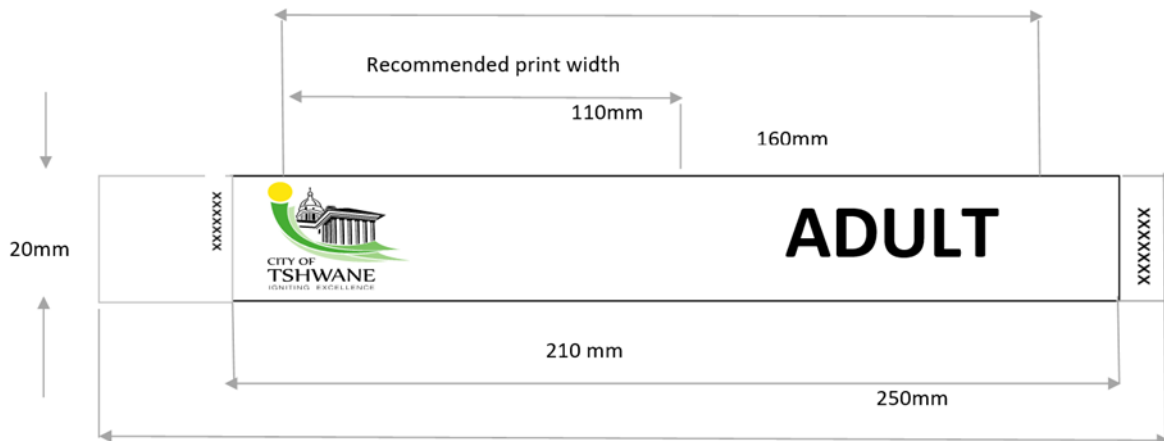 Recommended print width
110mm
160mm
20mm
xxxxxxx
CITY OF
TSHWANE
IGNITING EXCELLENCE
ADULT
xxxxxxx
210 mm
250mm